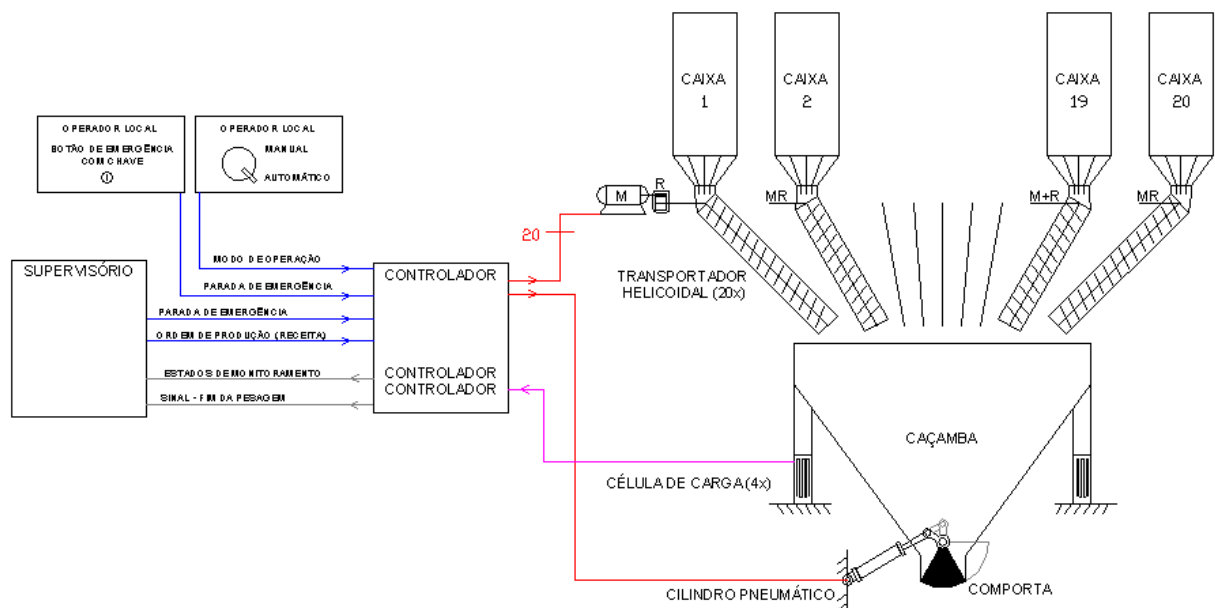 CAIXA
1
CAIXA
2
CAIXA
19
CAIXA
20
OPERADOR LOCAL
BOTÃO DE EMERGÊNCIA
COM CHAVE
OPERADOR LOCAL
MANUAL
AUTOMÁTICO
M
R
MR
M+R
MR
20
SUPERVISÓRIO
MODO DE OPERAÇÃO
PARADA DE EMERGÊNCIA
PARADA DE EMERGÊNCIA
ORDEM DE PRODUÇÃO (RECEITA)
ESTADOS DE MONITORAMENTO
SINAL - FIM DA PESAGEM
CONTROLADOR
CONTROLADOR
CONTROLADOR
TRANSPORTADOR
HELICOIDAL (20x)
CAÇAMBA
CÉLULA DE CARGA (4x)
CILINDRO PNEUMÁTICO
COMPORTA